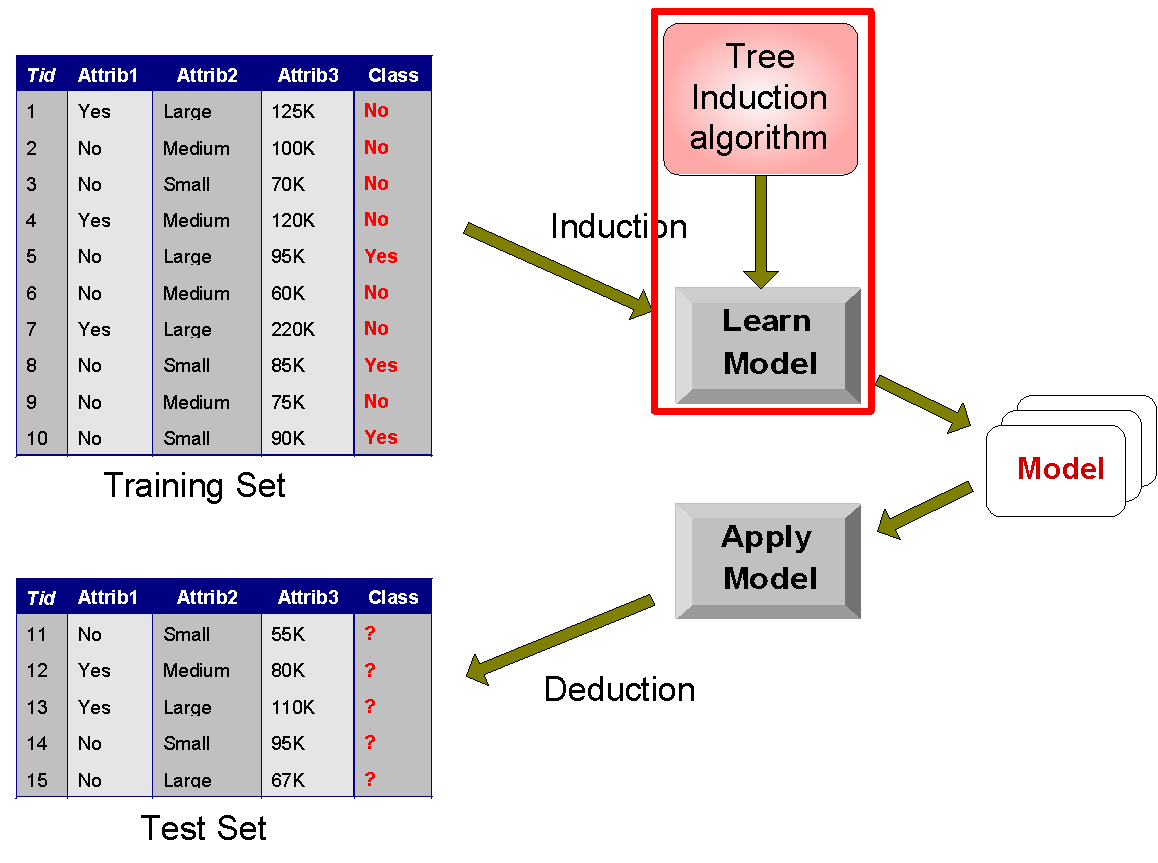 Tid Attrib1 Attrib2 Attrib3 Class
1 Yes Large 125K No
2 No Medium 100K No
3 No Small 70K No
4 Yes Medium 120K No
5 No Large 95K Yes
6 No Medium 60K No
7 Yes Large 220K No
8 No Small 85K Yes
9 No Medium 75K No
10 No Small 90K Yes
Training Set
Tree
Induction
algorithm
Induction
Learn
Model
Model
Apply
Model
Deduction
Tid Attrib1 Attrib2 Attrib3 Class
11 No Small 55K ?
12 Yes Medium 80K ?
13 Yes Large 110K ?
14 No Small 95K ?
15 No Large 67K ?
Test Set